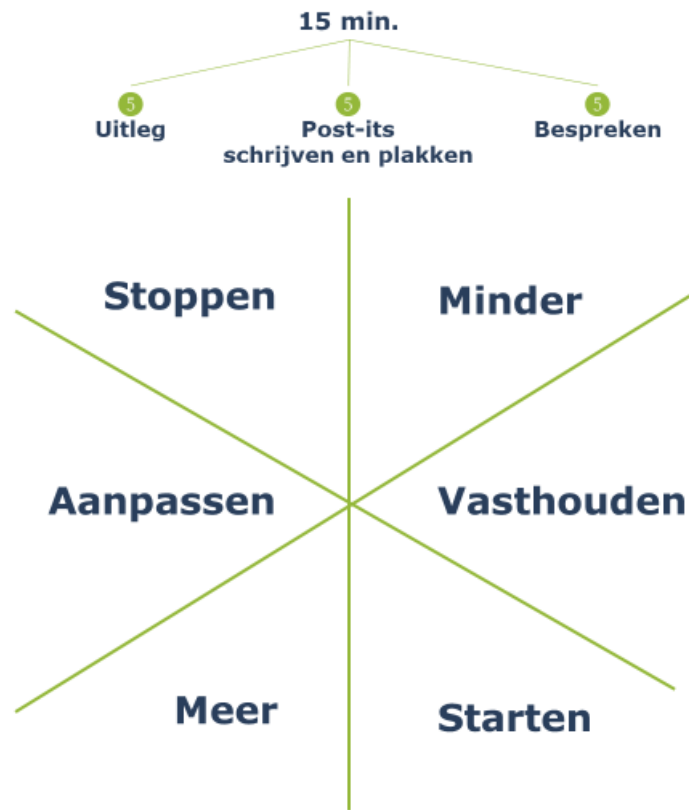 15 min.
5 5 5
Uitleg Post-its Bespreken
schrijven en plakken
Stoppen Minder
Aanpassen Vasthouden
Meer Starten